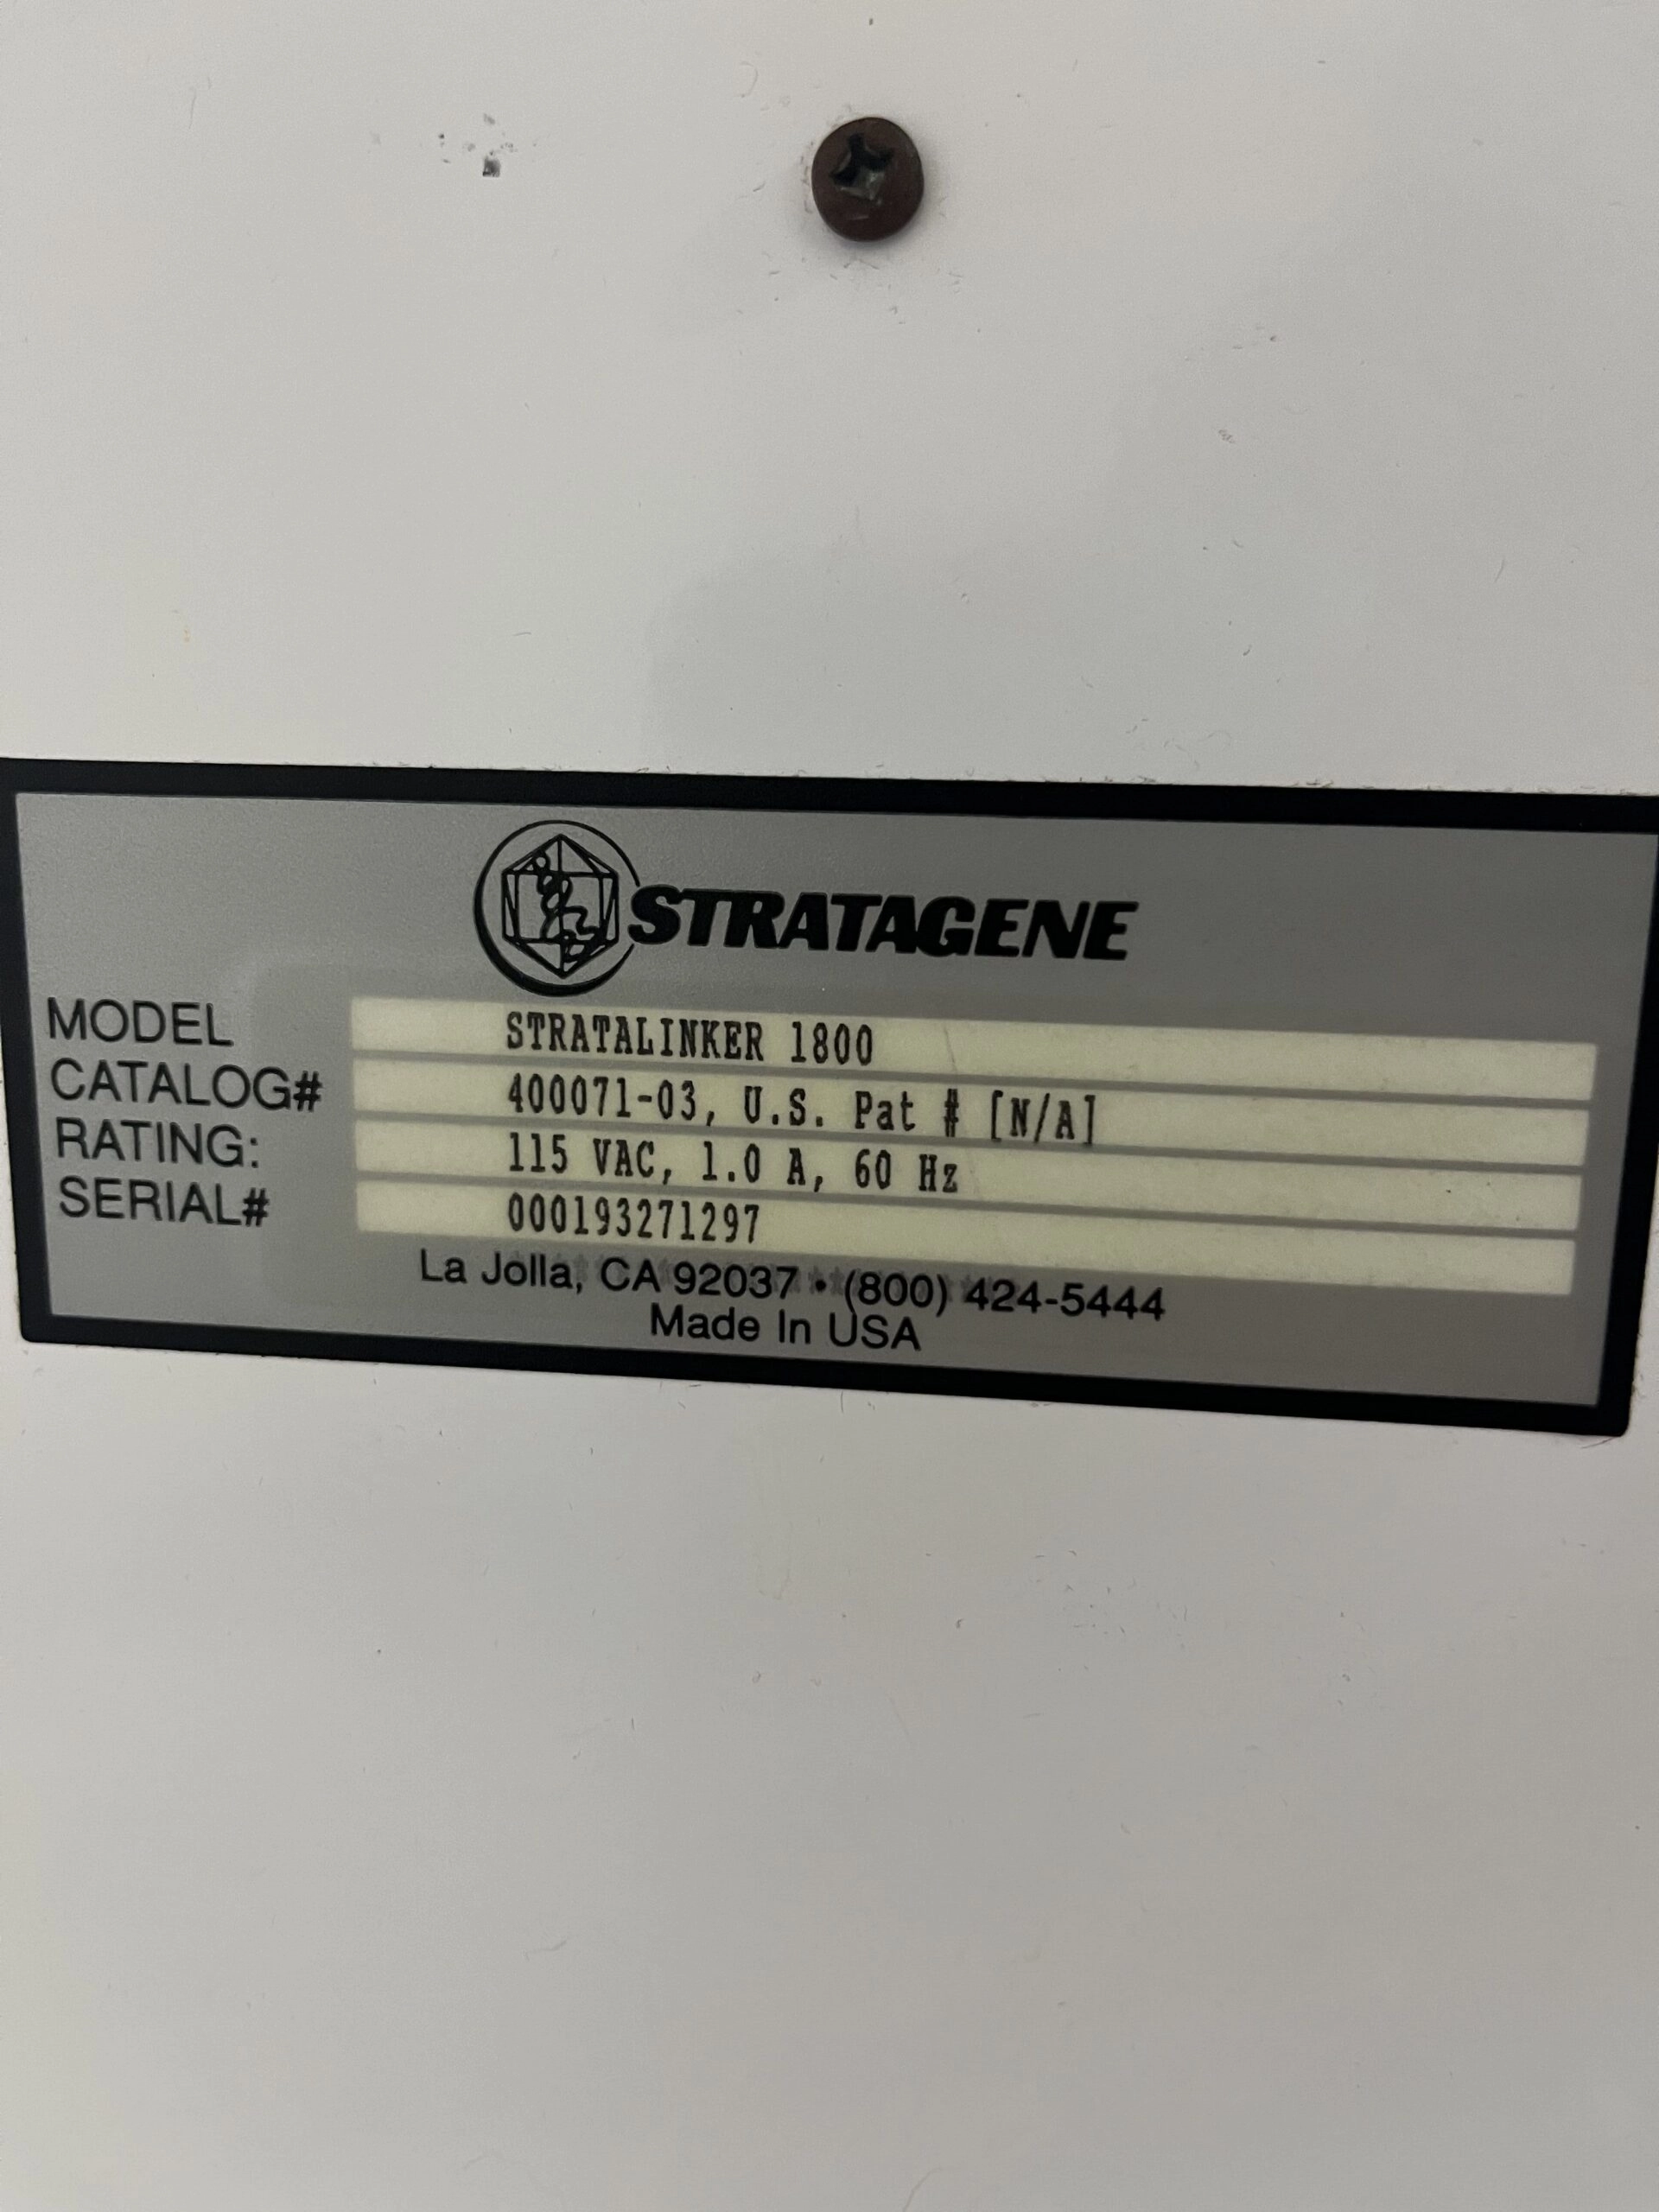 STRATAGENE
MODEL STRATALINKER 1800
CATALOG# 400071-03, U.S. Pat # [N/A]
RATING: 115 VAC, 1.0 A, 60 Hz
SERIAL# 000193271297
La Jolla, CA 92037 • (800) 424-5444
Made In USA